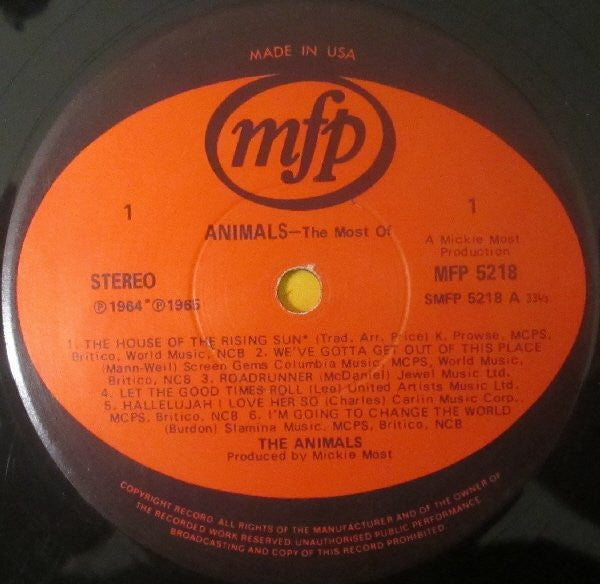 MADE IN USA
mfp
1 1
ANIMALS—The Most Of
A Mickie Most
Production
STEREO
MFP 5218
℗ 1964* ℗ 1965
SMFP 5218 A 33⅓
1. THE HOUSE OF THE RISING SUN* (Trad. Arr. Price) K. Prowse, MCPS,
Britico, World Music, NCB 2. WE'VE GOTTA GET OUT OF THIS PLACE
(Mann-Weil) Screen Gems Columbia Music, MCPS, World Music,
Britico, NCB 3. ROADRUNNER (McDaniel) Jewel Music Ltd.
4. LET THE GOOD TIMES ROLL (Lee) United Artists Music Ltd.
5. HALLELUJAH I LOVE HER SO (Charles) Carlin Music Corp.,
MCPS, Britico, NCB 6. I'M GOING TO CHANGE THE WORLD
(Burdon) Slamina Music, MCPS, Britico, NCB
THE ANIMALS
Produced by Mickie Most
COPYRIGHT RECORD. ALL RIGHTS OF THE MANUFACTURER AND OF THE OWNER OF
THE RECORDED WORK RESERVED. UNAUTHORISED PUBLIC PERFORMANCE
BROADCASTING AND COPY OF THIS RECORD PROHIBITED.